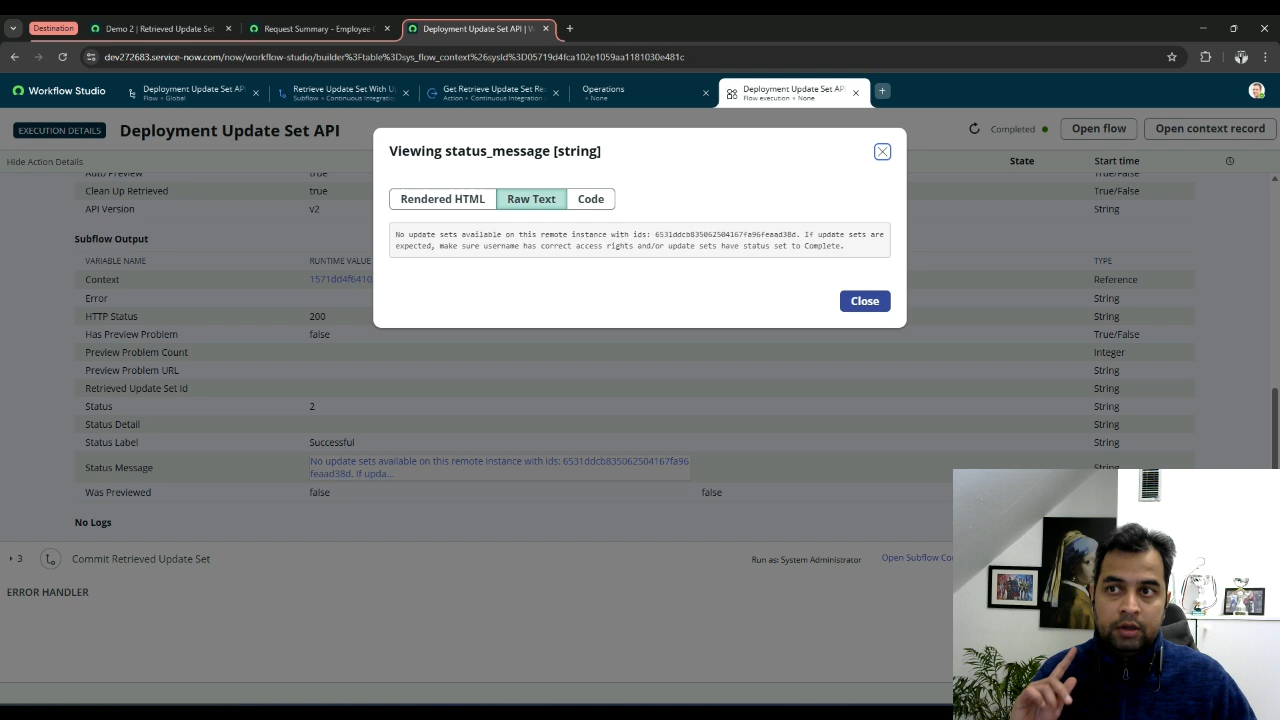 Destination
Demo 2 | Retrieved Update Set
Request Summary - Employee C
Deployment Update Set API | W
dev272683.service-now.com/now/workflow-studio/builder%3Ftable%3Dsys_flow_context%26sysId%3D05719d4fca102e1059aa1181030e481c
Workflow Studio
Deployment Update Set AP
Flow • Global
Retrieve Update Set With U
Subflow • Continuous Integration
Get Retrieve Update Set Re
Action • Continuous Integration
Operations
• None
Deployment Update Set AP
Flow execution • None
EXECUTION DETAILS
Deployment Update Set API
Completed
Open flow
Open context record
Hide Action Details
State
Start time
Auto Preview
true
True/False
Clean Up Retrieved
true
True/False
API Version
v2
String
Subflow Output
VARIABLE NAME
RUNTIME VALUE
TYPE
Context
1571dd4f6410
Reference
Error
String
HTTP Status
200
String
Has Preview Problem
false
True/False
Preview Problem Count
Integer
Preview Problem URL
String
Retrieved Update Set Id
String
Status
2
String
Status Detail
String
Status Label
Successful
String
Status Message
No update sets available on this remote instance with ids: 6531ddcb835062504167fa96
feaad38d. If upda...
String
Was Previewed
false
false
No Logs
3
Commit Retrieved Update Set
Run as: System Administrator
Open Subflow Co
ERROR HANDLER
Viewing status_message [string]
Rendered HTML
Raw Text
Code
No update sets available on this remote instance with ids: 6531ddcb835062504167fa96feaad38d. If update sets are
expected, make sure username has correct access rights and/or update sets have status set to Complete.
Close